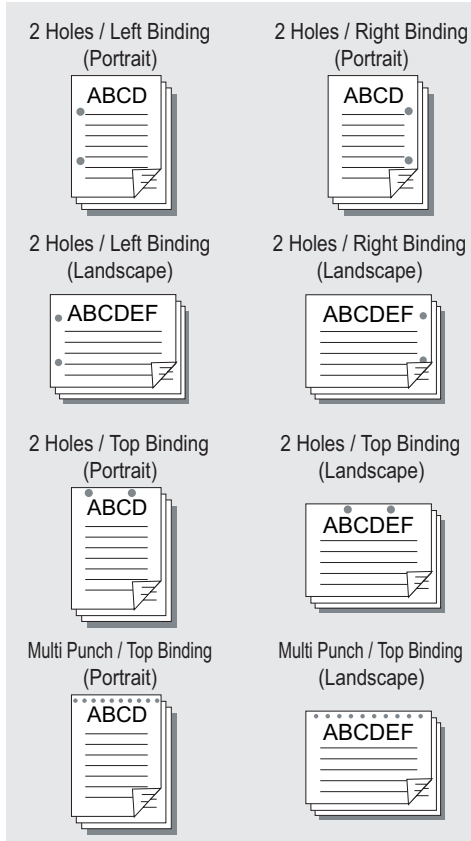 2 Holes / Left Binding
(Portrait)
ABCD
2 Holes / Right Binding
(Portrait)
ABCD
2 Holes / Left Binding
(Landscape)
ABCDEF
2 Holes / Right Binding
(Landscape)
ABCDEF
2 Holes / Top Binding
(Portrait)
ABCD
2 Holes / Top Binding
(Landscape)
ABCDEF
Multi Punch / Top Binding
(Portrait)
ABCD
Multi Punch / Top Binding
(Landscape)
ABCDEF